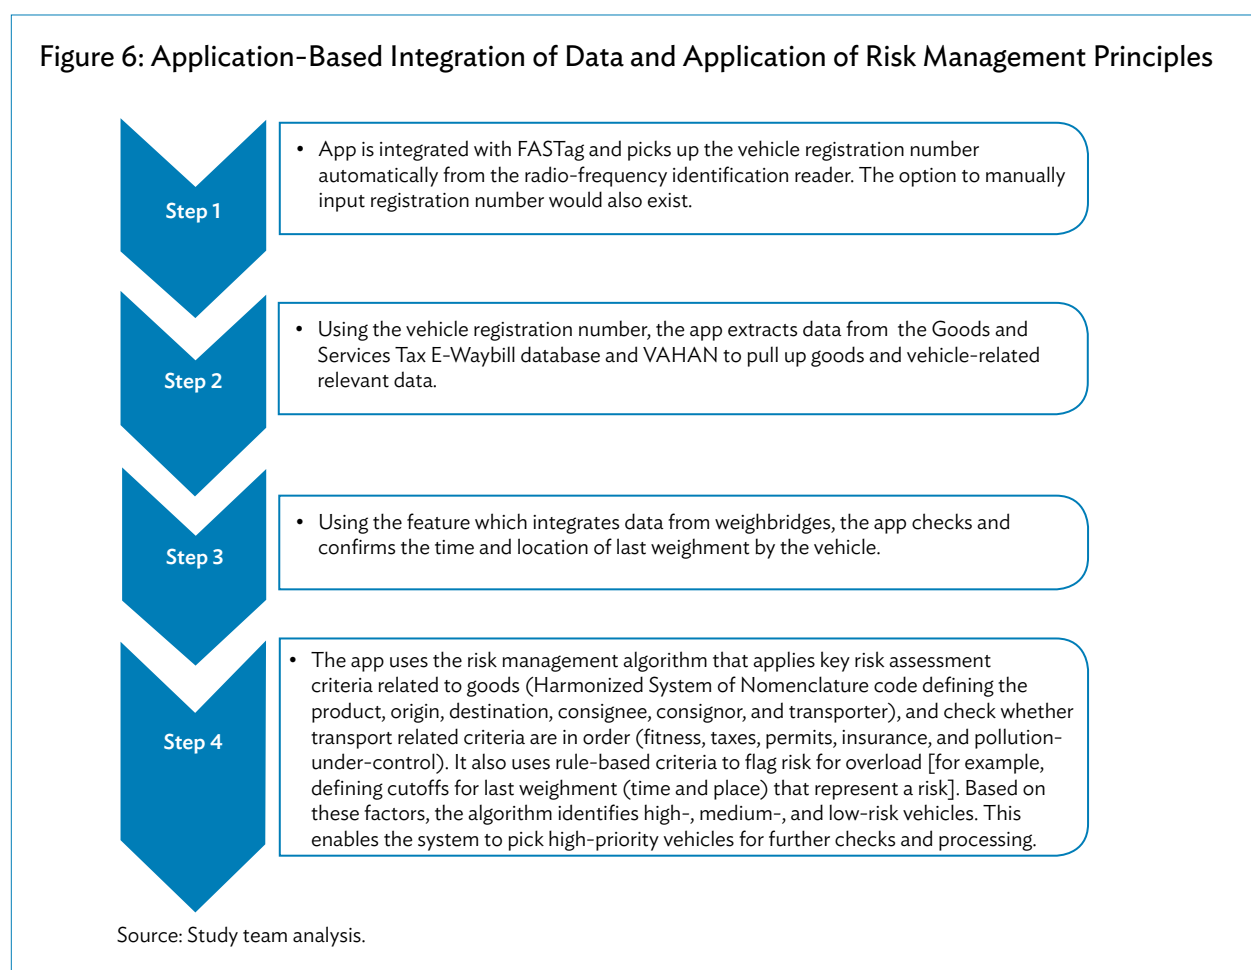 Figure 6: Application-Based Integration of Data and Application of Risk Management Principles
Step 1
• App is integrated with FASTag and picks up the vehicle registration number
automatically from the radio-frequency identification reader. The option to manually
input registration number would also exist.
Step 2
• Using the vehicle registration number, the app extracts data from the Goods and
Services Tax E-Waybill database and VAHAN to pull up goods and vehicle-related
relevant data.
Step 3
• Using the feature which integrates data from weighbridges, the app checks and
confirms the time and location of last weighment by the vehicle.
Step 4
• The app uses the risk management algorithm that applies key risk assessment
criteria related to goods (Harmonized System of Nomenclature code defining the
product, origin, destination, consignee, consignor, and transporter), and check whether
transport related criteria are in order (fitness, taxes, permits, insurance, and pollution-
under-control). It also uses rule-based criteria to flag risk for overload [for example,
defining cutoffs for last weighment (time and place) that represent a risk]. Based on
these factors, the algorithm identifies high-, medium-, and low-risk vehicles. This
enables the system to pick high-priority vehicles for further checks and processing.
Source: Study team analysis.